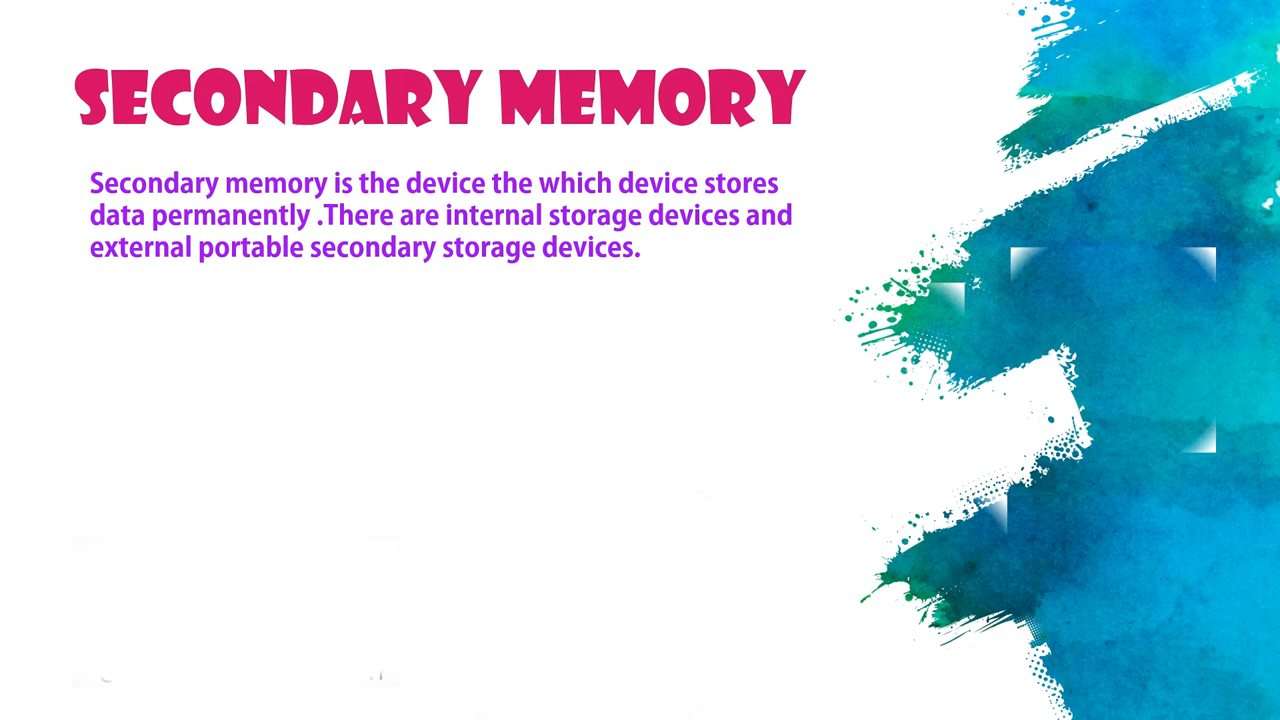 SECONDARY MEMORY
Secondary memory is the device the which device stores
data permanently .There are internal storage devices and
external portable secondary storage devices.